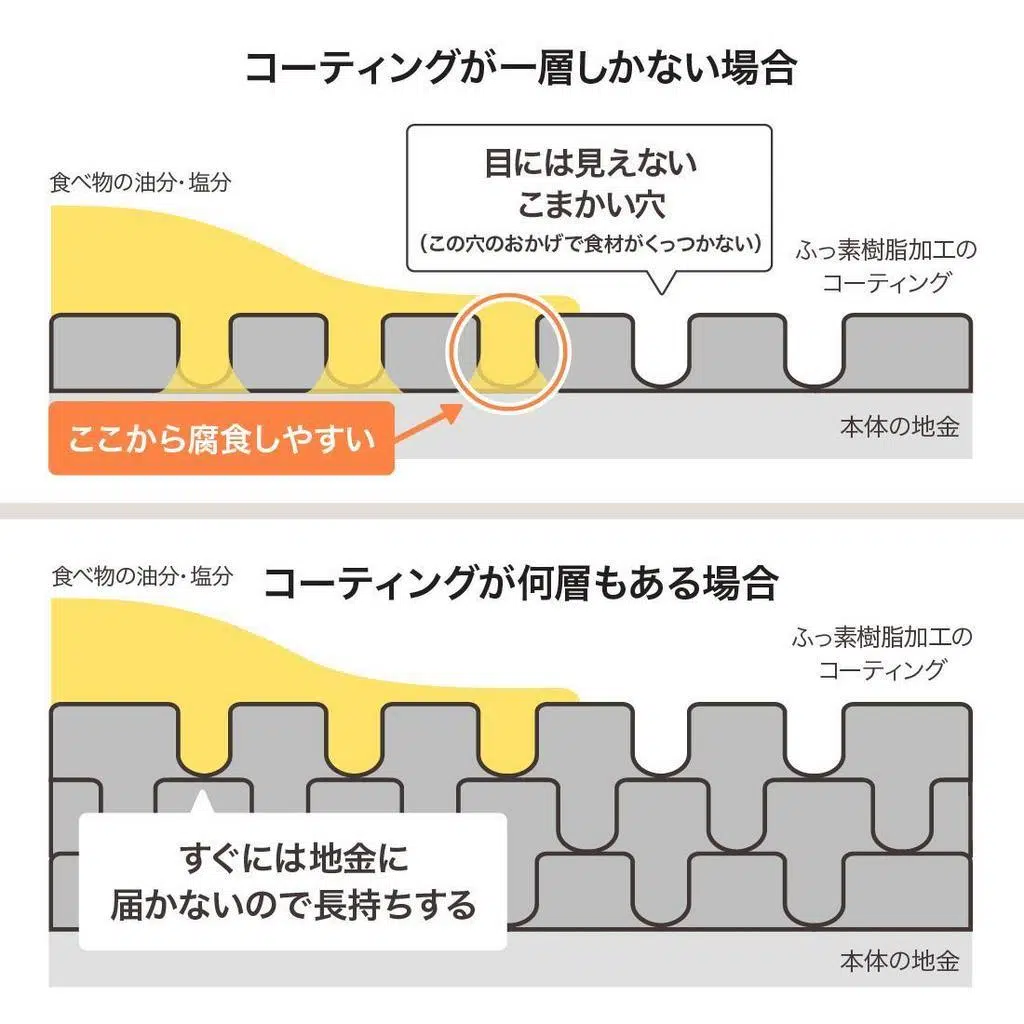 コーティングが一層しかない場合
目には見えない
こまかい穴
（この穴のおかげで食材がくっつかない）
食べ物の油分・塩分
ふっ素樹脂加工の
コーティング
ここから腐食しやすい
本体の地金
食べ物の油分・塩分
コーティングが何層もある場合
ふっ素樹脂加工の
コーティング
すぐには地金に
届かないので長持ちする
本体の地金